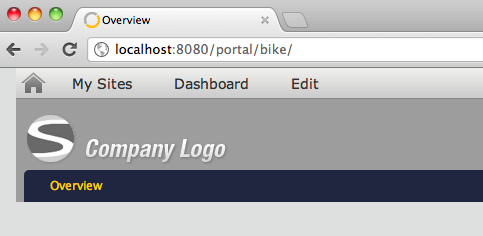 Overview
localhost:8080/portal/bike/
My Sites Dashboard Edit
S Company Logo
Overview